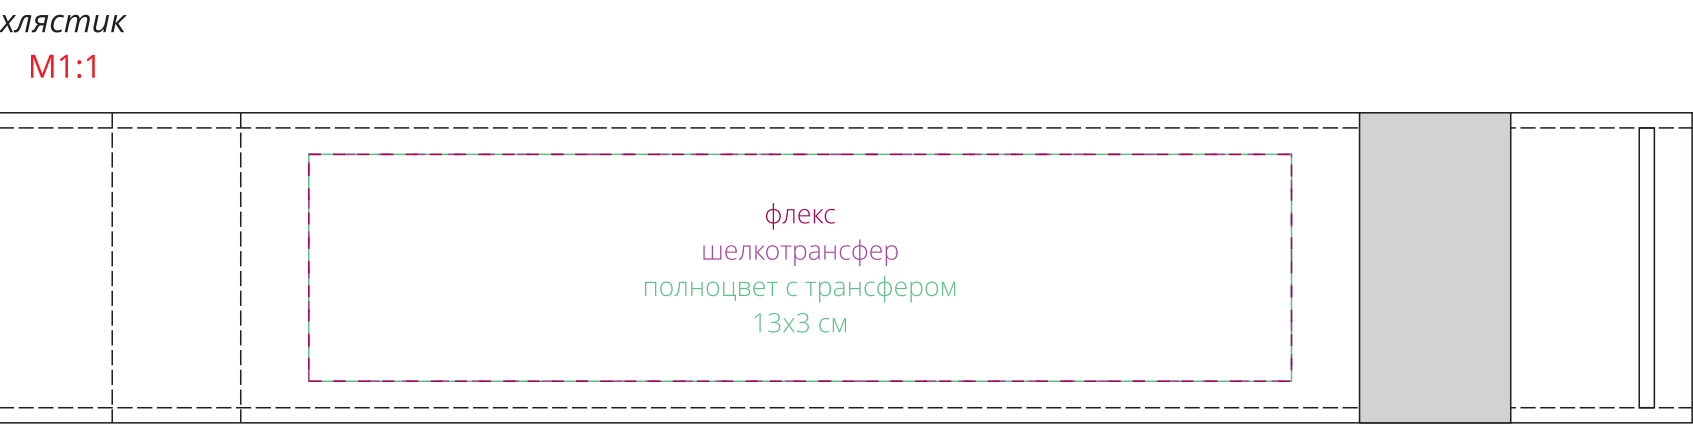 хлястик
М1:1
флекс
шелкотрансфер
полноцвет с трансфером
13х3 см